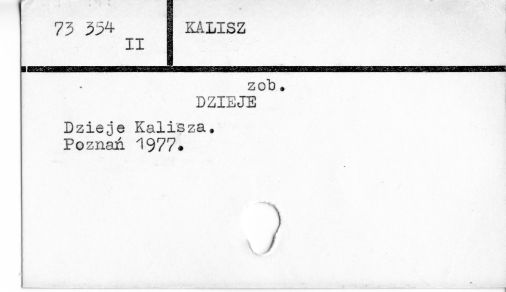 73 354
II
KALISZ
zob.
DZIEJE
Dzieje Kalisza.
Poznań 1977.